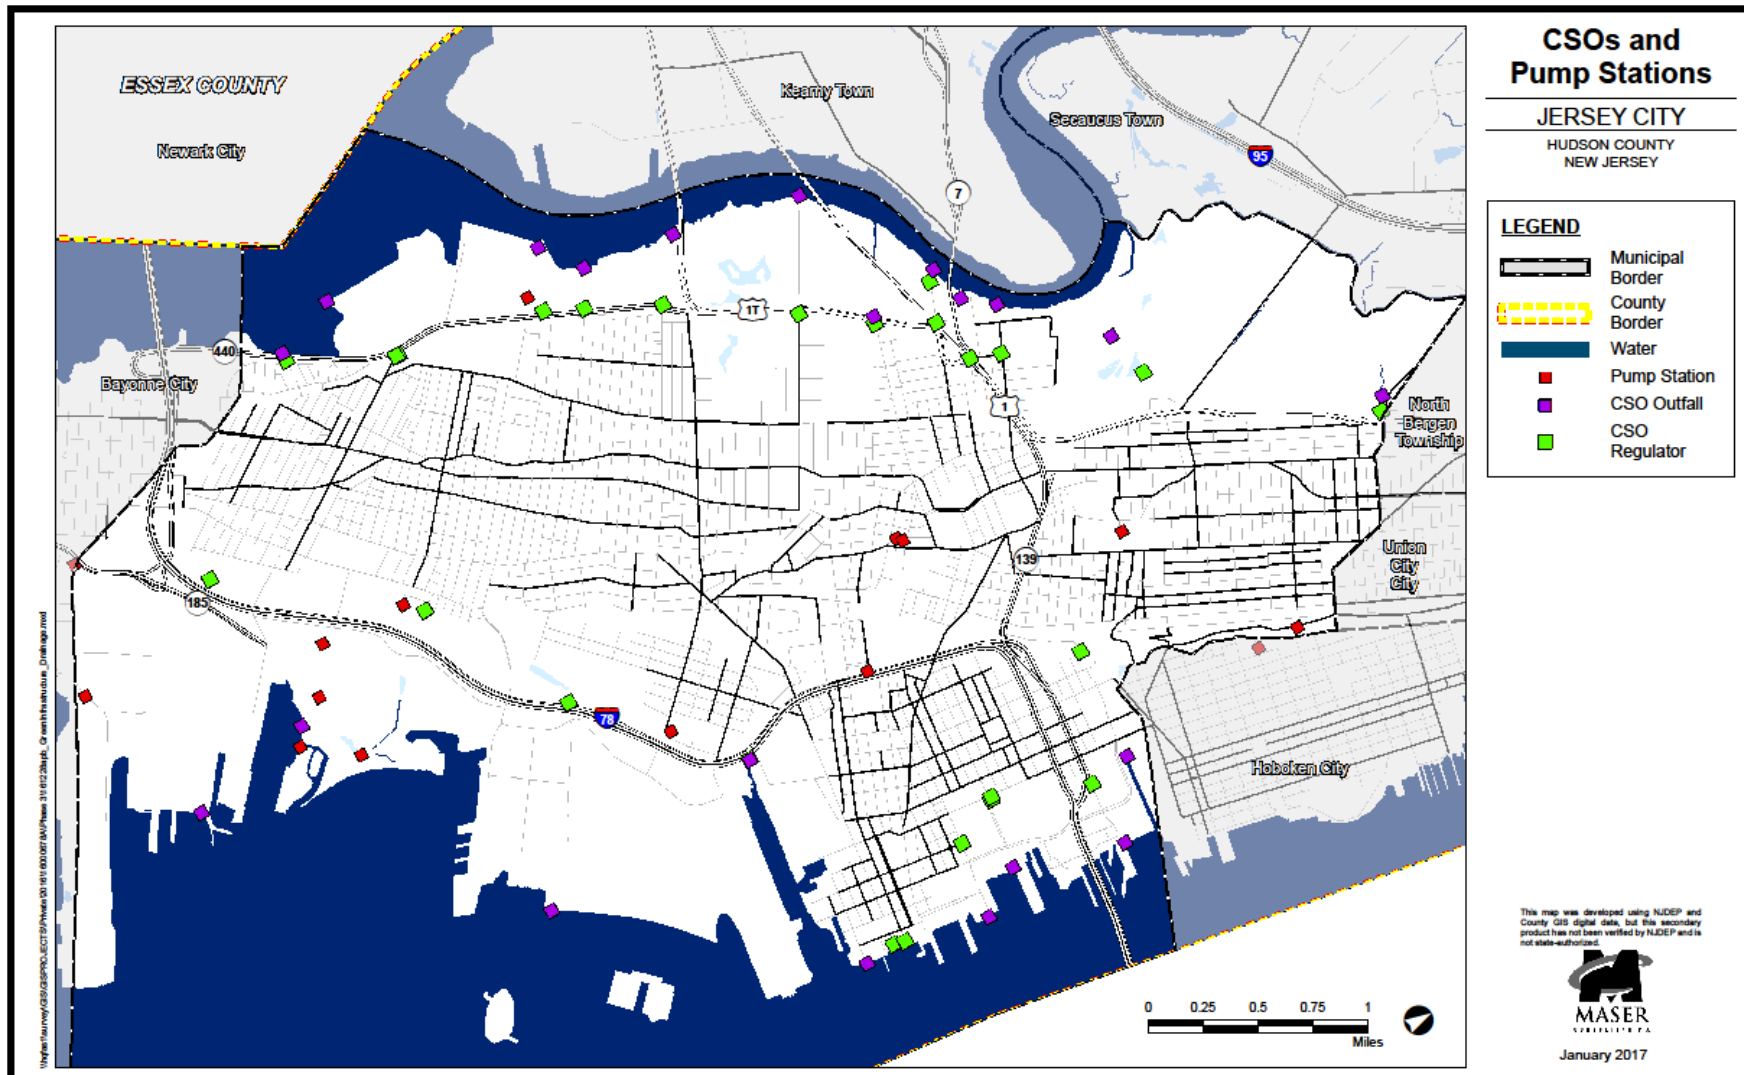 CSOs and
Pump Stations
JERSEY CITY
HUDSON COUNTY
NEW JERSEY
LEGEND
Municipal
Border
County
Border
Water
Pump Station
CSO Outfall
CSO
Regulator
ESSEX COUNTY
Newark City
Kearny Town
Secaucus Town
95
7
1T
440
Bayonne City
1
North
Bergen
Township
139
Union
City
City
185
78
Hoboken City
0 0.25 0.5 0.75 1
Miles
This map was developed using NJDEP and
County GIS digital data, but this secondary
product has not been verified by NJDEP and is
not state-authorized.
MASER
January 2017